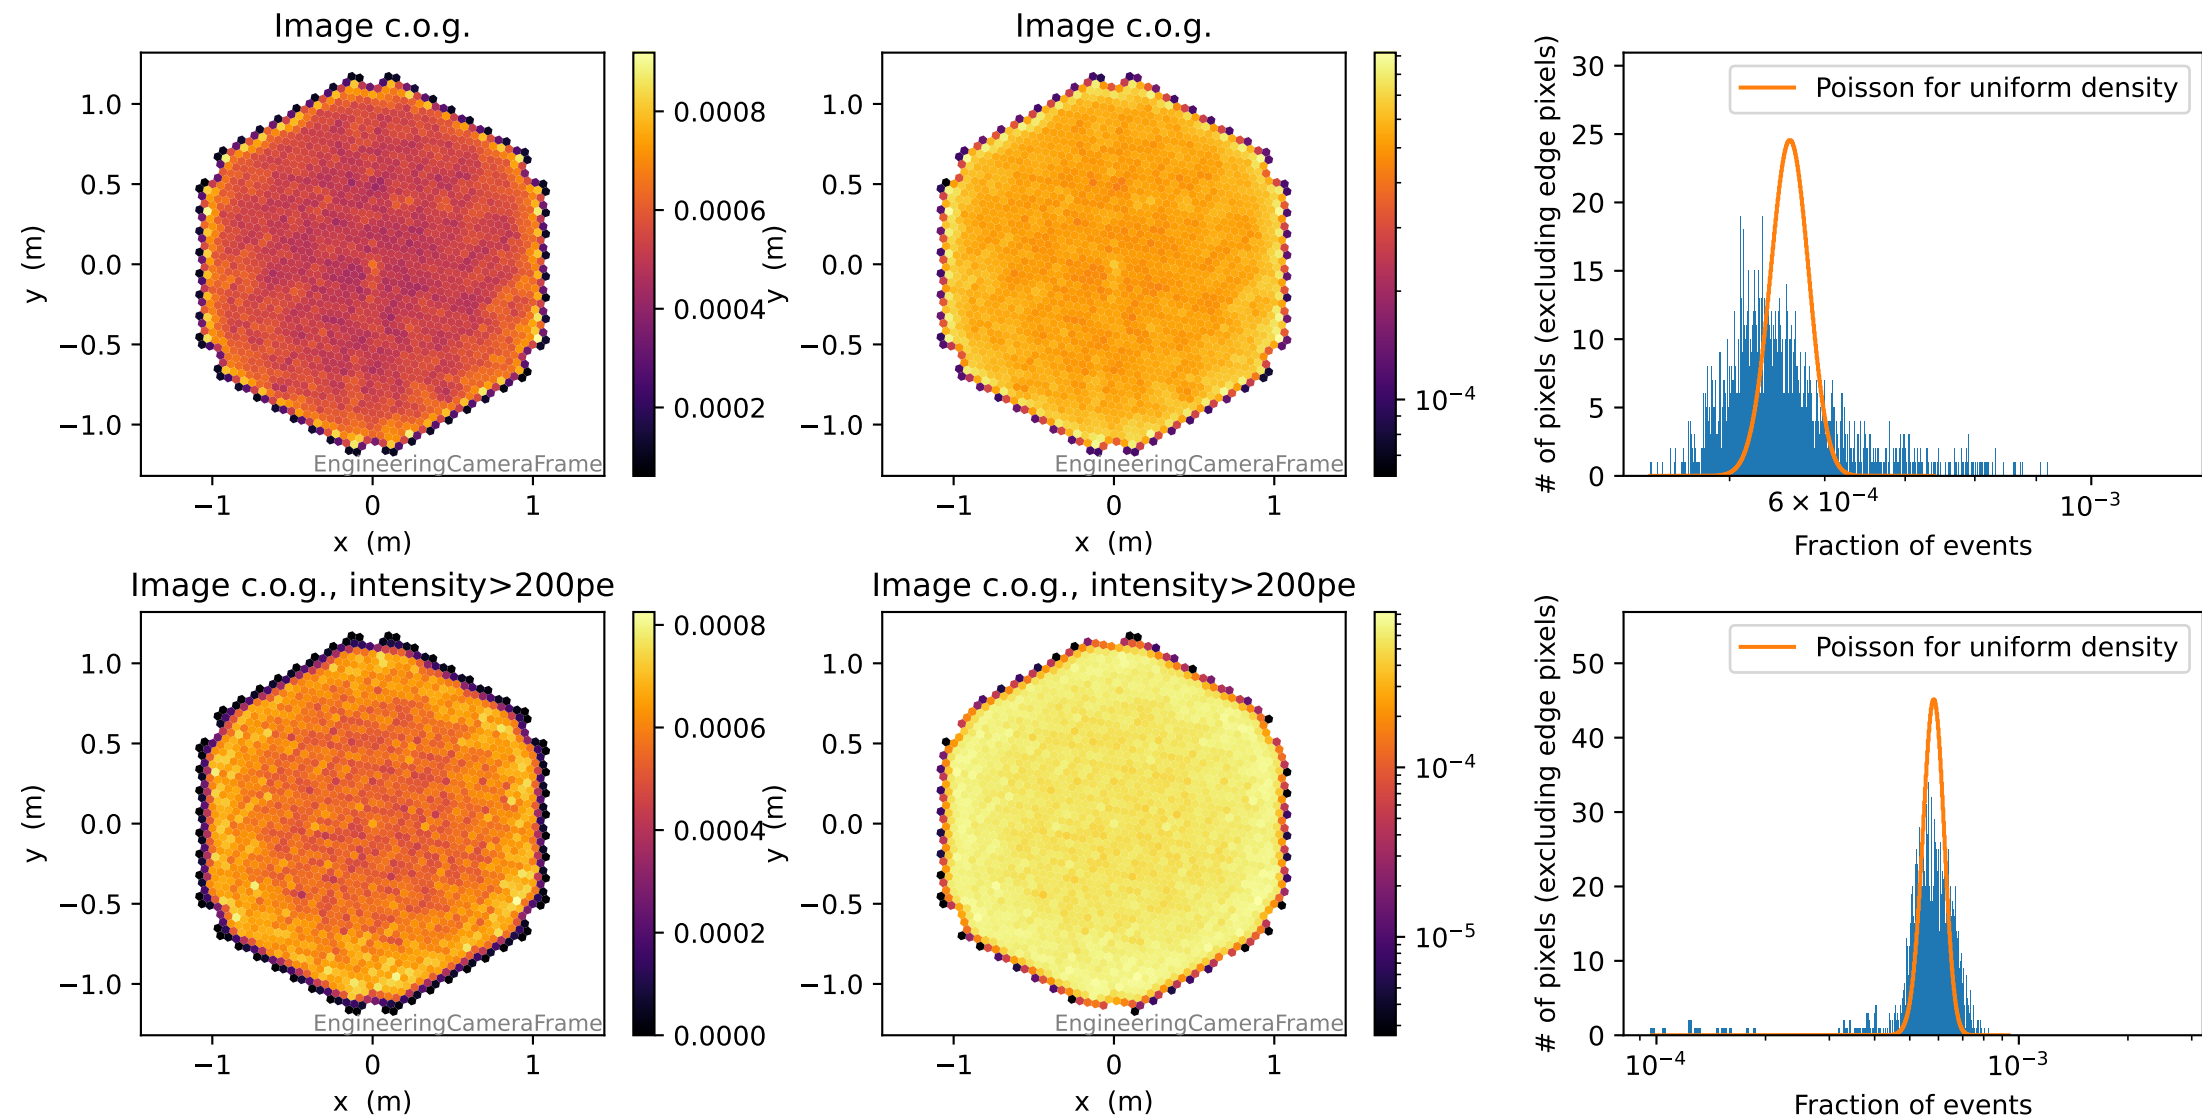 Image c.o.g.
1.0
0.5
0.0
−0.5
−1.0
y (m)
−1
0
1
x (m)
EngineeringCameraFrame
0.0008
0.0006
0.0004
0.0002
Image c.o.g.
1.0
0.5
0.0
−0.5
−1.0
y (m)
−1
0
1
x (m)
EngineeringCameraFrame
10⁻⁴
# of pixels (excluding edge pixels)
30
25
20
15
10
5
0
Poisson for uniform density
6 × 10⁻⁴
10⁻³
Fraction of events
Image c.o.g., intensity>200pe
1.0
0.5
0.0
−0.5
−1.0
y (m)
−1
0
1
x (m)
EngineeringCameraFrame
0.0008
0.0006
0.0004
0.0002
0.0000
Image c.o.g., intensity>200pe
1.0
0.5
0.0
−0.5
−1.0
y (m)
−1
0
1
x (m)
EngineeringCameraFrame
10⁻⁴
10⁻⁵
# of pixels (excluding edge pixels)
50
40
30
20
10
0
Poisson for uniform density
10⁻⁴
10⁻³
Fraction of events